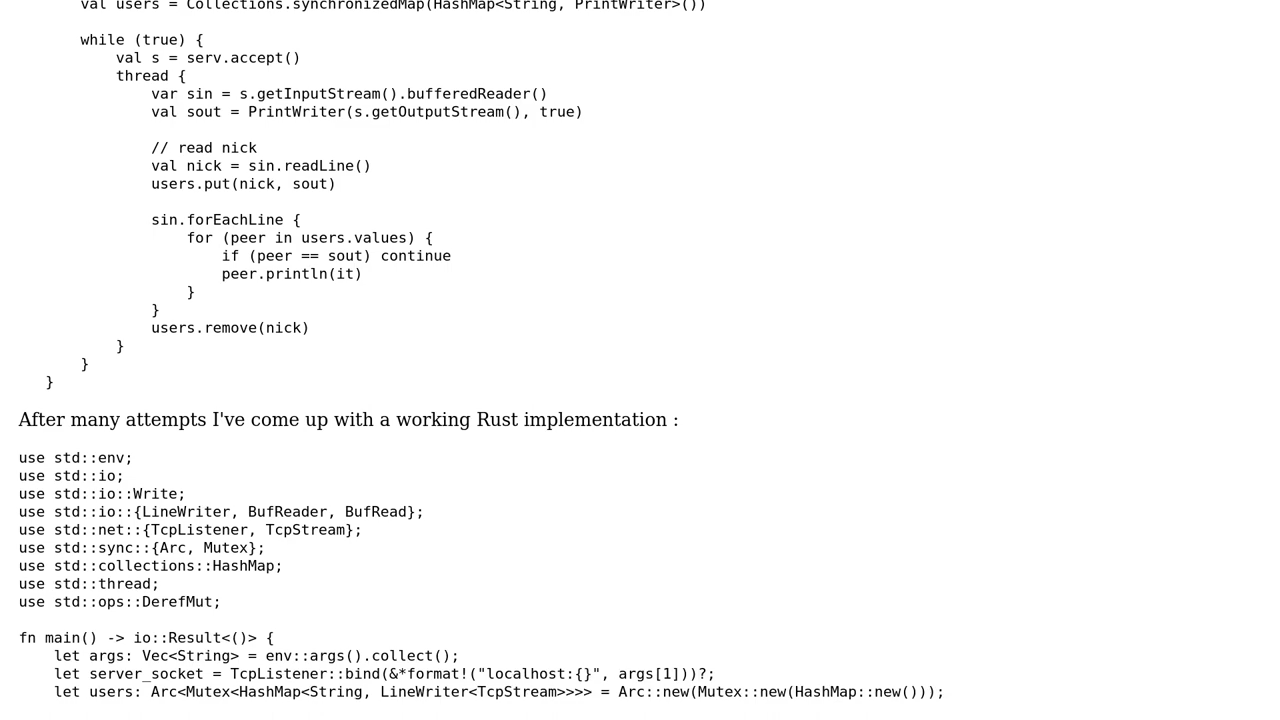 val users = Collections.synchronizedMap(HashMap<String, PrintWriter>())
while (true) {
val s = serv.accept()
thread {
var sin = s.getInputStream().bufferedReader()
val sout = PrintWriter(s.getOutputStream(), true)
// read nick
val nick = sin.readLine()
users.put(nick, sout)
sin.forEachLine {
for (peer in users.values) {
if (peer == sout) continue
peer.println(it)
}
}
users.remove(nick)
}
}
}
After many attempts I've come up with a working Rust implementation :
use std::env;
use std::io;
use std::io::Write;
use std::io::{LineWriter, BufReader, BufRead};
use std::net::{TcpListener, TcpStream};
use std::sync::{Arc, Mutex};
use std::collections::HashMap;
use std::thread;
use std::ops::DerefMut;
fn main() -> io::Result<()> {
let args: Vec<String> = env::args().collect();
let server_socket = TcpListener::bind(&*format!("localhost:{}", args[1]))?;
let users: Arc<Mutex<HashMap<String, LineWriter<TcpStream>>>> = Arc::new(Mutex::new(HashMap::new()));